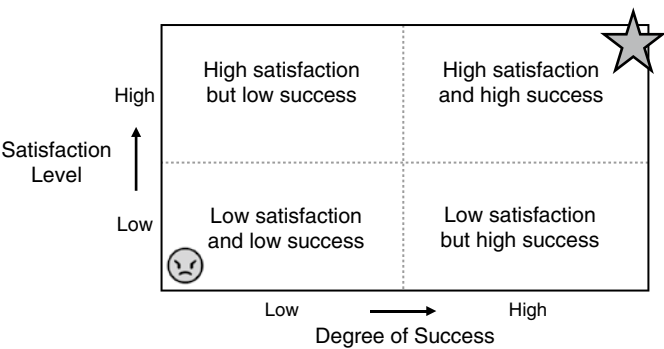 High satisfaction
but low success
High satisfaction
and high success
High
Satisfaction
Level
Low
Low satisfaction
and low success
Low satisfaction
but high success
Low
High
Degree of Success